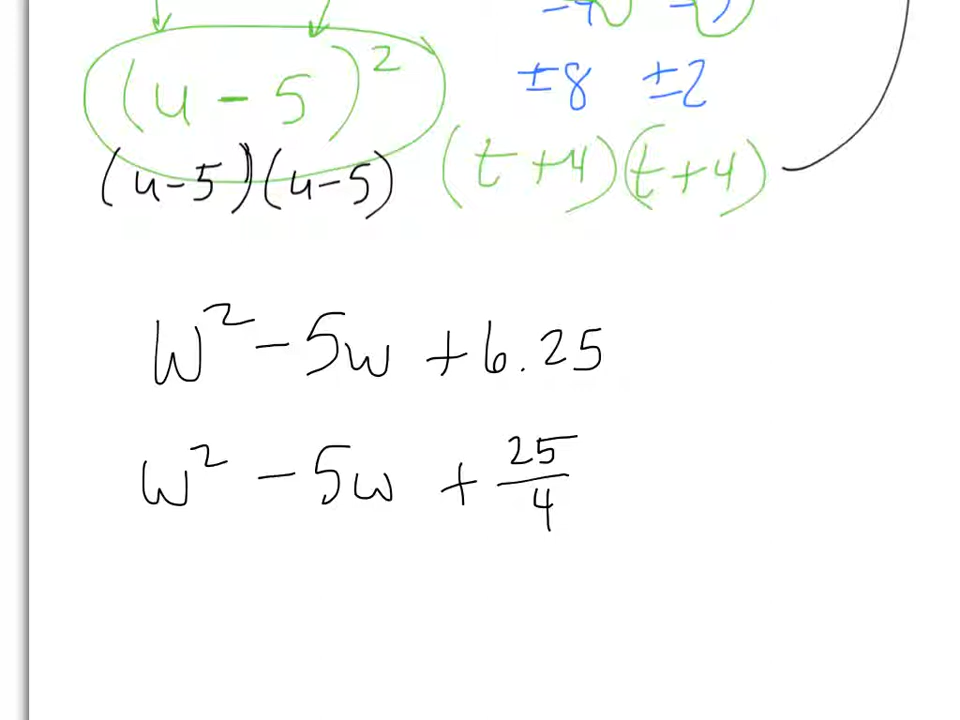 (u - 5)²
±8 ±2
(u-5)(u-5)
(t+4)(t+4)
w² - 5w + 6.25
w² - 5w + 25/4